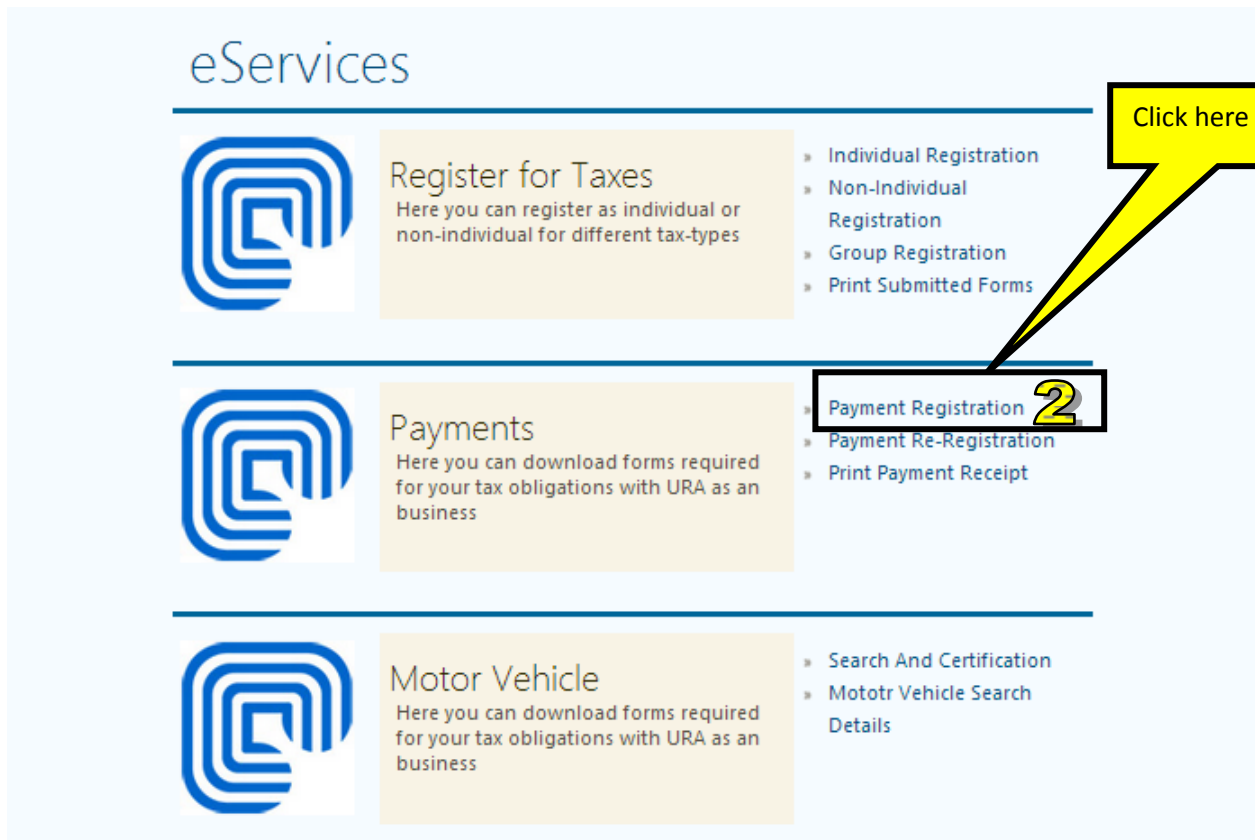 eServices
Click here
Register for Taxes
Here you can register as individual or
non-individual for different tax-types
» Individual Registration
» Non-Individual
Registration
» Group Registration
» Print Submitted Forms
Payments
Here you can download forms required
for your tax obligations with URA as an
business
» Payment Registration 2
» Payment Re-Registration
» Print Payment Receipt
Motor Vehicle
Here you can download forms required
for your tax obligations with URA as an
business
» Search And Certification
» Mototr Vehicle Search
Details